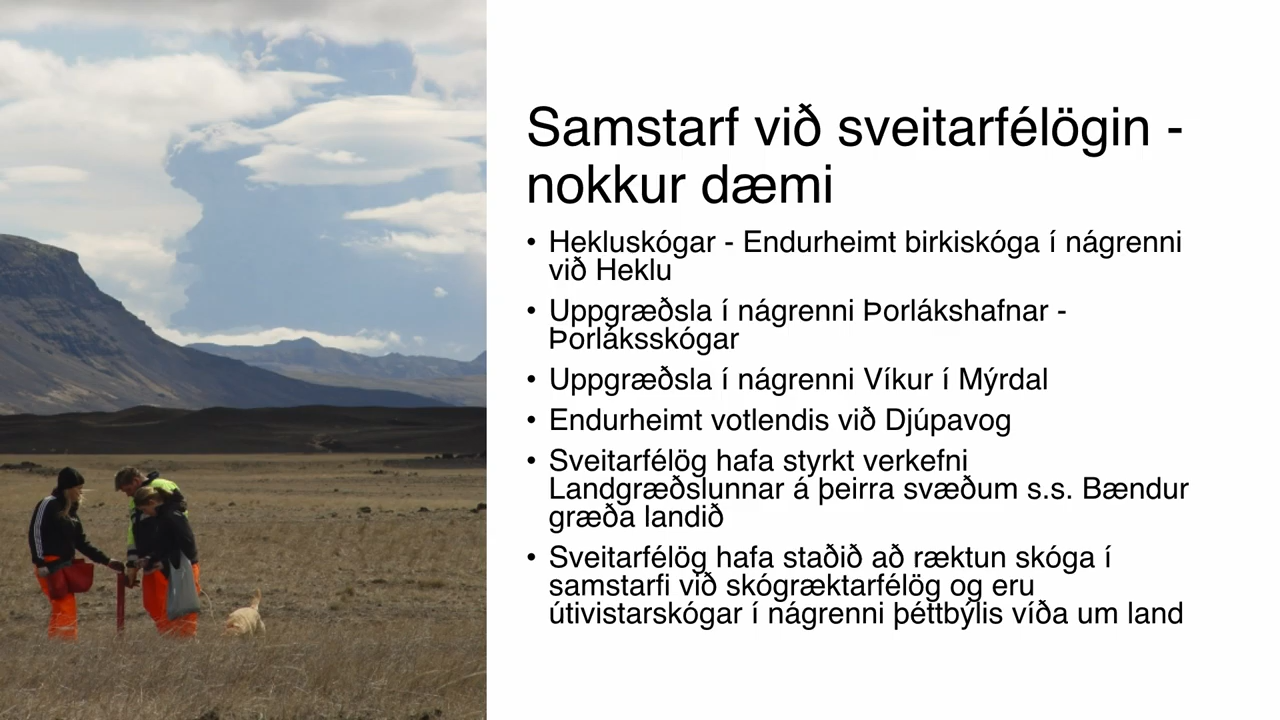 Samstarf við sveitarfélögin -
nokkur dæmi
• Hekluskógar - Endurheimt birkiskóga í nágrenni
við Heklu
• Uppgræðsla í nágrenni Þorlákshafnar -
Þorláksskógar
• Uppgræðsla í nágrenni Víkur í Mýrdal
• Endurheimt votlendis við Djúpavog
• Sveitarfélög hafa styrkt verkefni
Landgræðslunnar á þeirra svæðum s.s. Bændur
græða landið
• Sveitarfélög hafa staðið að ræktun skóga í
samstarfi við skógræktarfélög og eru
útivistarskógar í nágrenni þéttbýlis víða um land